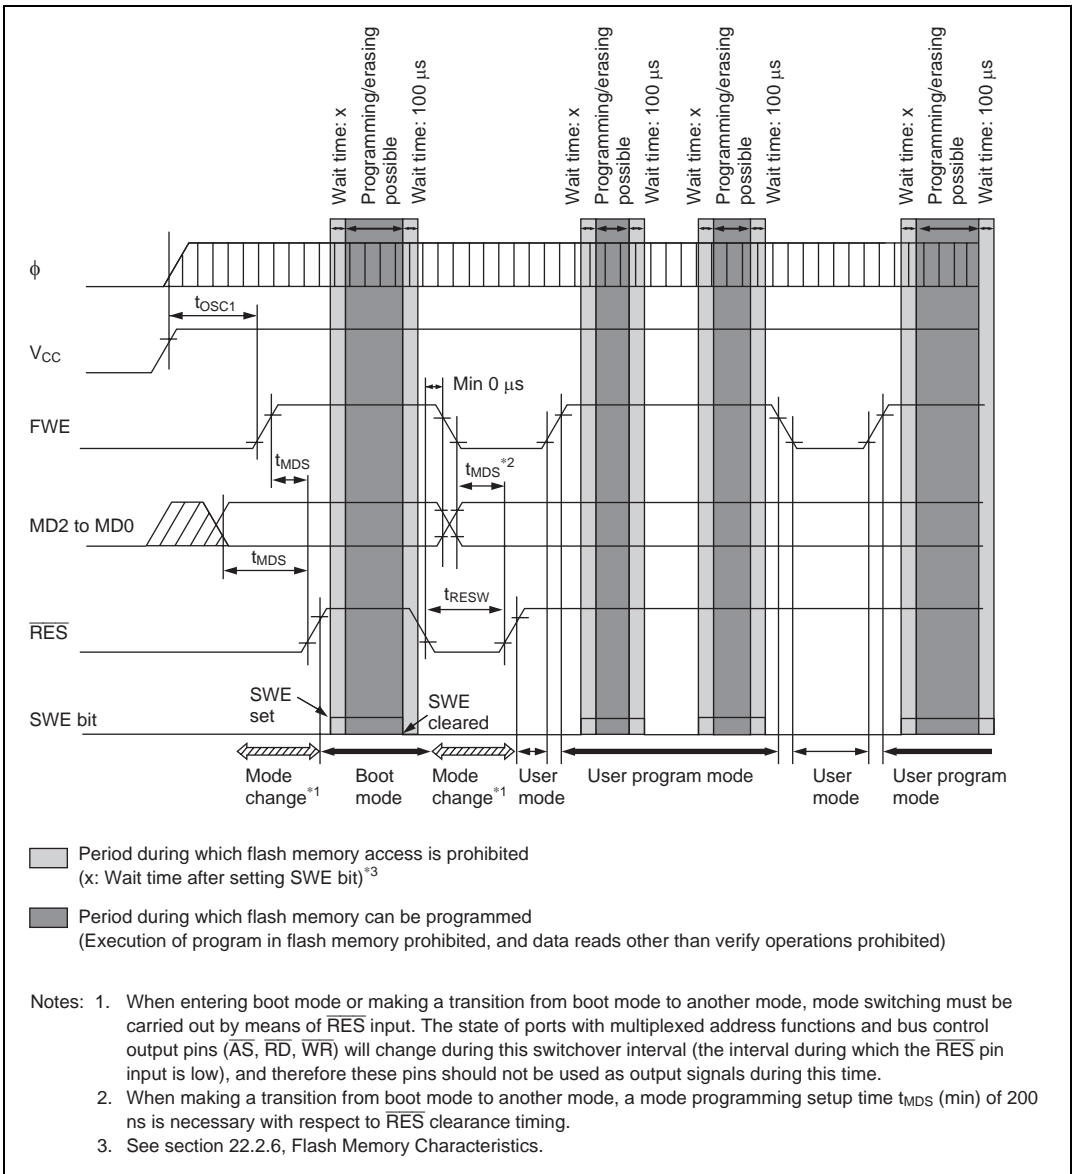 Wait time: x
Programming/erasing
possible
Wait time: 100 μs
Wait time: x
Programming/erasing
possible
Wait time: 100 μs
Wait time: x
Programming/erasing
possible
Wait time: 100 μs
Wait time: x
Programming/erasing
possible
Wait time: 100 μs
ϕ
tOSC1
VCC
Min 0 μs
FWE
tMDS
tMDS*2
MD2 to MD0
tMDS
tRESW
RES
SWE
set
SWE
cleared
SWE bit
Mode
change*1
Boot
mode
Mode
change*1
User
mode
User program mode
User
mode
User program
mode
Period during which flash memory access is prohibited
(x: Wait time after setting SWE bit)*3
Period during which flash memory can be programmed
(Execution of program in flash memory prohibited, and data reads other than verify operations prohibited)
Notes: 1. When entering boot mode or making a transition from boot mode to another mode, mode switching must be
carried out by means of RES input. The state of ports with multiplexed address functions and bus control
output pins (AS, RD, WR) will change during this switchover interval (the interval during which the RES pin
input is low), and therefore these pins should not be used as output signals during this time.
2. When making a transition from boot mode to another mode, a mode programming setup time tMDS (min) of 200
ns is necessary with respect to RES clearance timing.
3. See section 22.2.6, Flash Memory Characteristics.